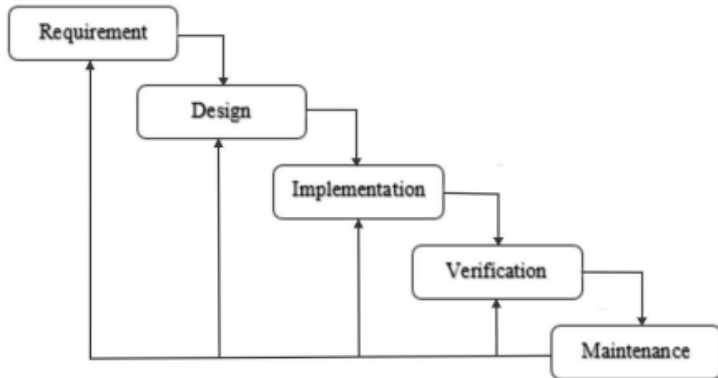 Requirement
Design
Implementation
Verification
Maintenance